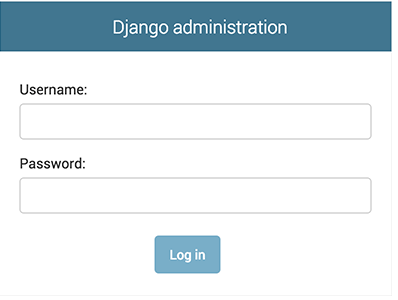 Django administration
Username:
Password:
Log in